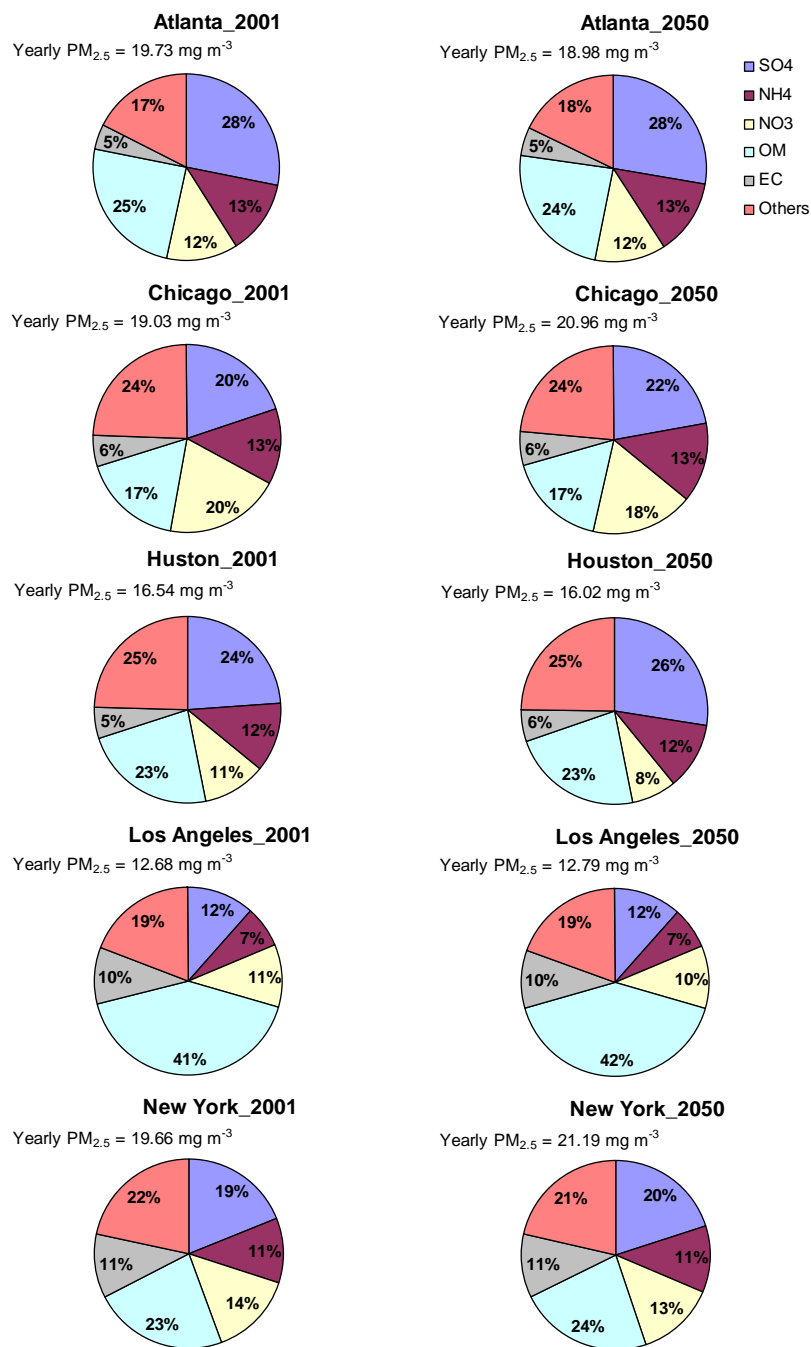 Atlanta_2001
Yearly PM2.5 = 19.73 mg m-3
17%
28%
5%
13%
25%
12%
Atlanta_2050
Yearly PM2.5 = 18.98 mg m-3
18%
28%
5%
13%
24%
12%
SO4
NH4
NO3
OM
EC
Others
Chicago_2001
Yearly PM2.5 = 19.03 mg m-3
24%
20%
6%
13%
17%
20%
Chicago_2050
Yearly PM2.5 = 20.96 mg m-3
24%
22%
6%
13%
17%
18%
Huston_2001
Yearly PM2.5 = 16.54 mg m-3
25%
24%
5%
12%
23%
11%
Houston_2050
Yearly PM2.5 = 16.02 mg m-3
25%
26%
6%
12%
23%
8%
Los Angeles_2001
Yearly PM2.5 = 12.68 mg m-3
19%
12%
7%
10%
11%
41%
Los Angeles_2050
Yearly PM2.5 = 12.79 mg m-3
19%
12%
7%
10%
10%
42%
New York_2001
Yearly PM2.5 = 19.66 mg m-3
22%
19%
11%
11%
23%
14%
New York_2050
Yearly PM2.5 = 21.19 mg m-3
21%
20%
11%
11%
24%
13%